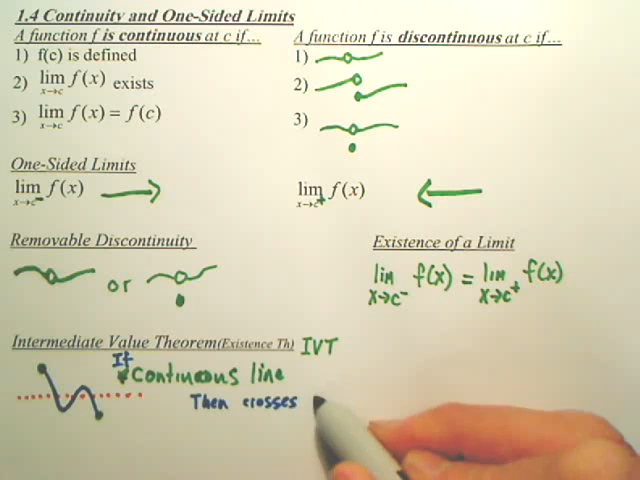 1.4 Continuity and One-Sided Limits
A function f is continuous at c if…
1) f(c) is defined
2) lim x→c f(x) exists
3) lim x→c f(x) = f(c)
A function f is discontinuous at c if…
1)
2)
3)
One-Sided Limits
lim x→c⁻ f(x)
lim x→c⁺ f(x)
Removable Discontinuity
or
Existence of a Limit
lim x→c⁻ f(x) = lim x→c⁺ f(x)
Intermediate Value Theorem(Existence Th) IVT
If
Continuous line
Then crosses